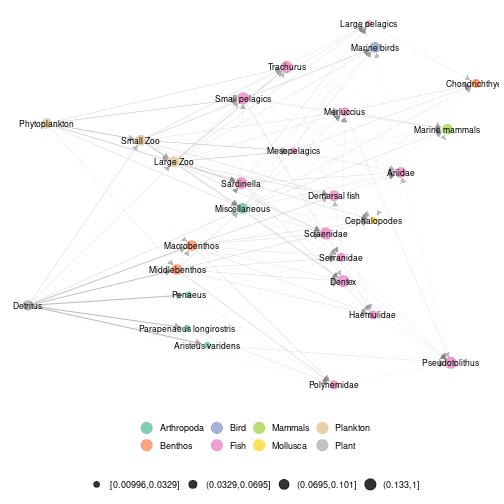 Large pelagics
Marine birds
Trachurus
Chondrichthye
Small pelagics
Merluccius
Phytoplankton
Marine mammals
Small Zoo
Mesopelagics
Large Zoo
Ariidae
Sardinella
Demersal fish
Miscellaneous
Cephalopodes
Sciaenidae
Macrobenthos
Serranidae
Middlebenthos
Dentex
Penaeus
Detritus
Haemulidae
Parapenaeus longirostris
Aristeus varidens
Pseudotolithus
Polynemidae
Arthropoda Bird Mammals Plankton
Benthos Fish Mollusca Plant
[0.00996,0.0329] (0.0329,0.0695] (0.0695,0.101] (0.133,1]